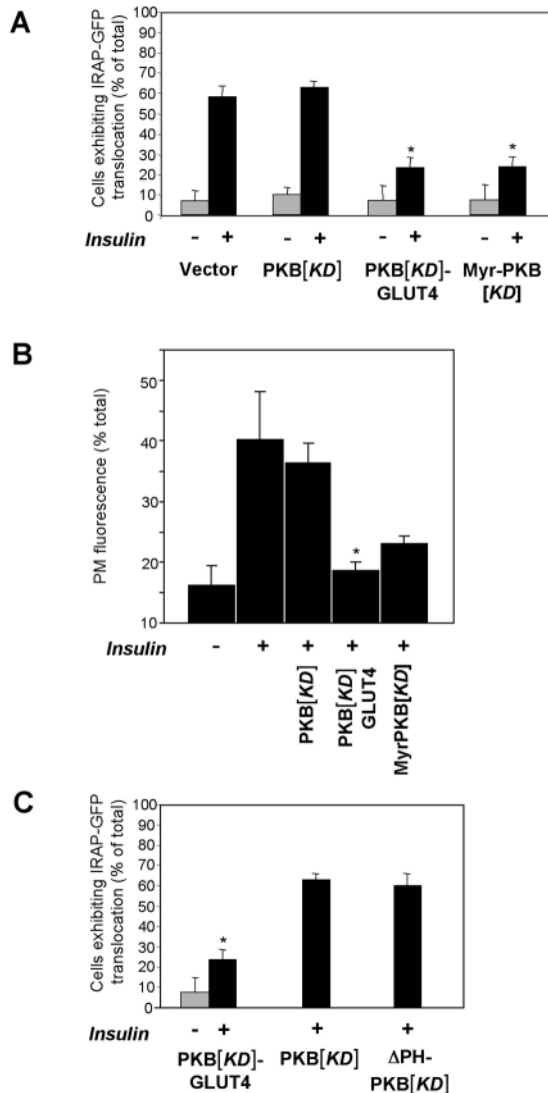 A
Cells exhibiting IRAP-GFP
translocation (% of total)
100
90
80
70
60
50
40
30
20
10
0
* *
Insulin - + - + - + - +
Vector PKB[KD] PKB[KD]- Myr-PKB
GLUT4 [KD]
B
PM fluorescence (% total)
50
40
30
20
10
*
Insulin - + + + +
PKB[KD]
PKB[KD]
GLUT4
MyrPKB[KD]
C
Cells exhibiting IRAP-GFP
translocation (% of total)
100
90
80
70
60
50
40
30
20
10
0
*
Insulin - + + +
PKB[KD]- PKB[KD] ΔPH-
GLUT4 PKB[KD]